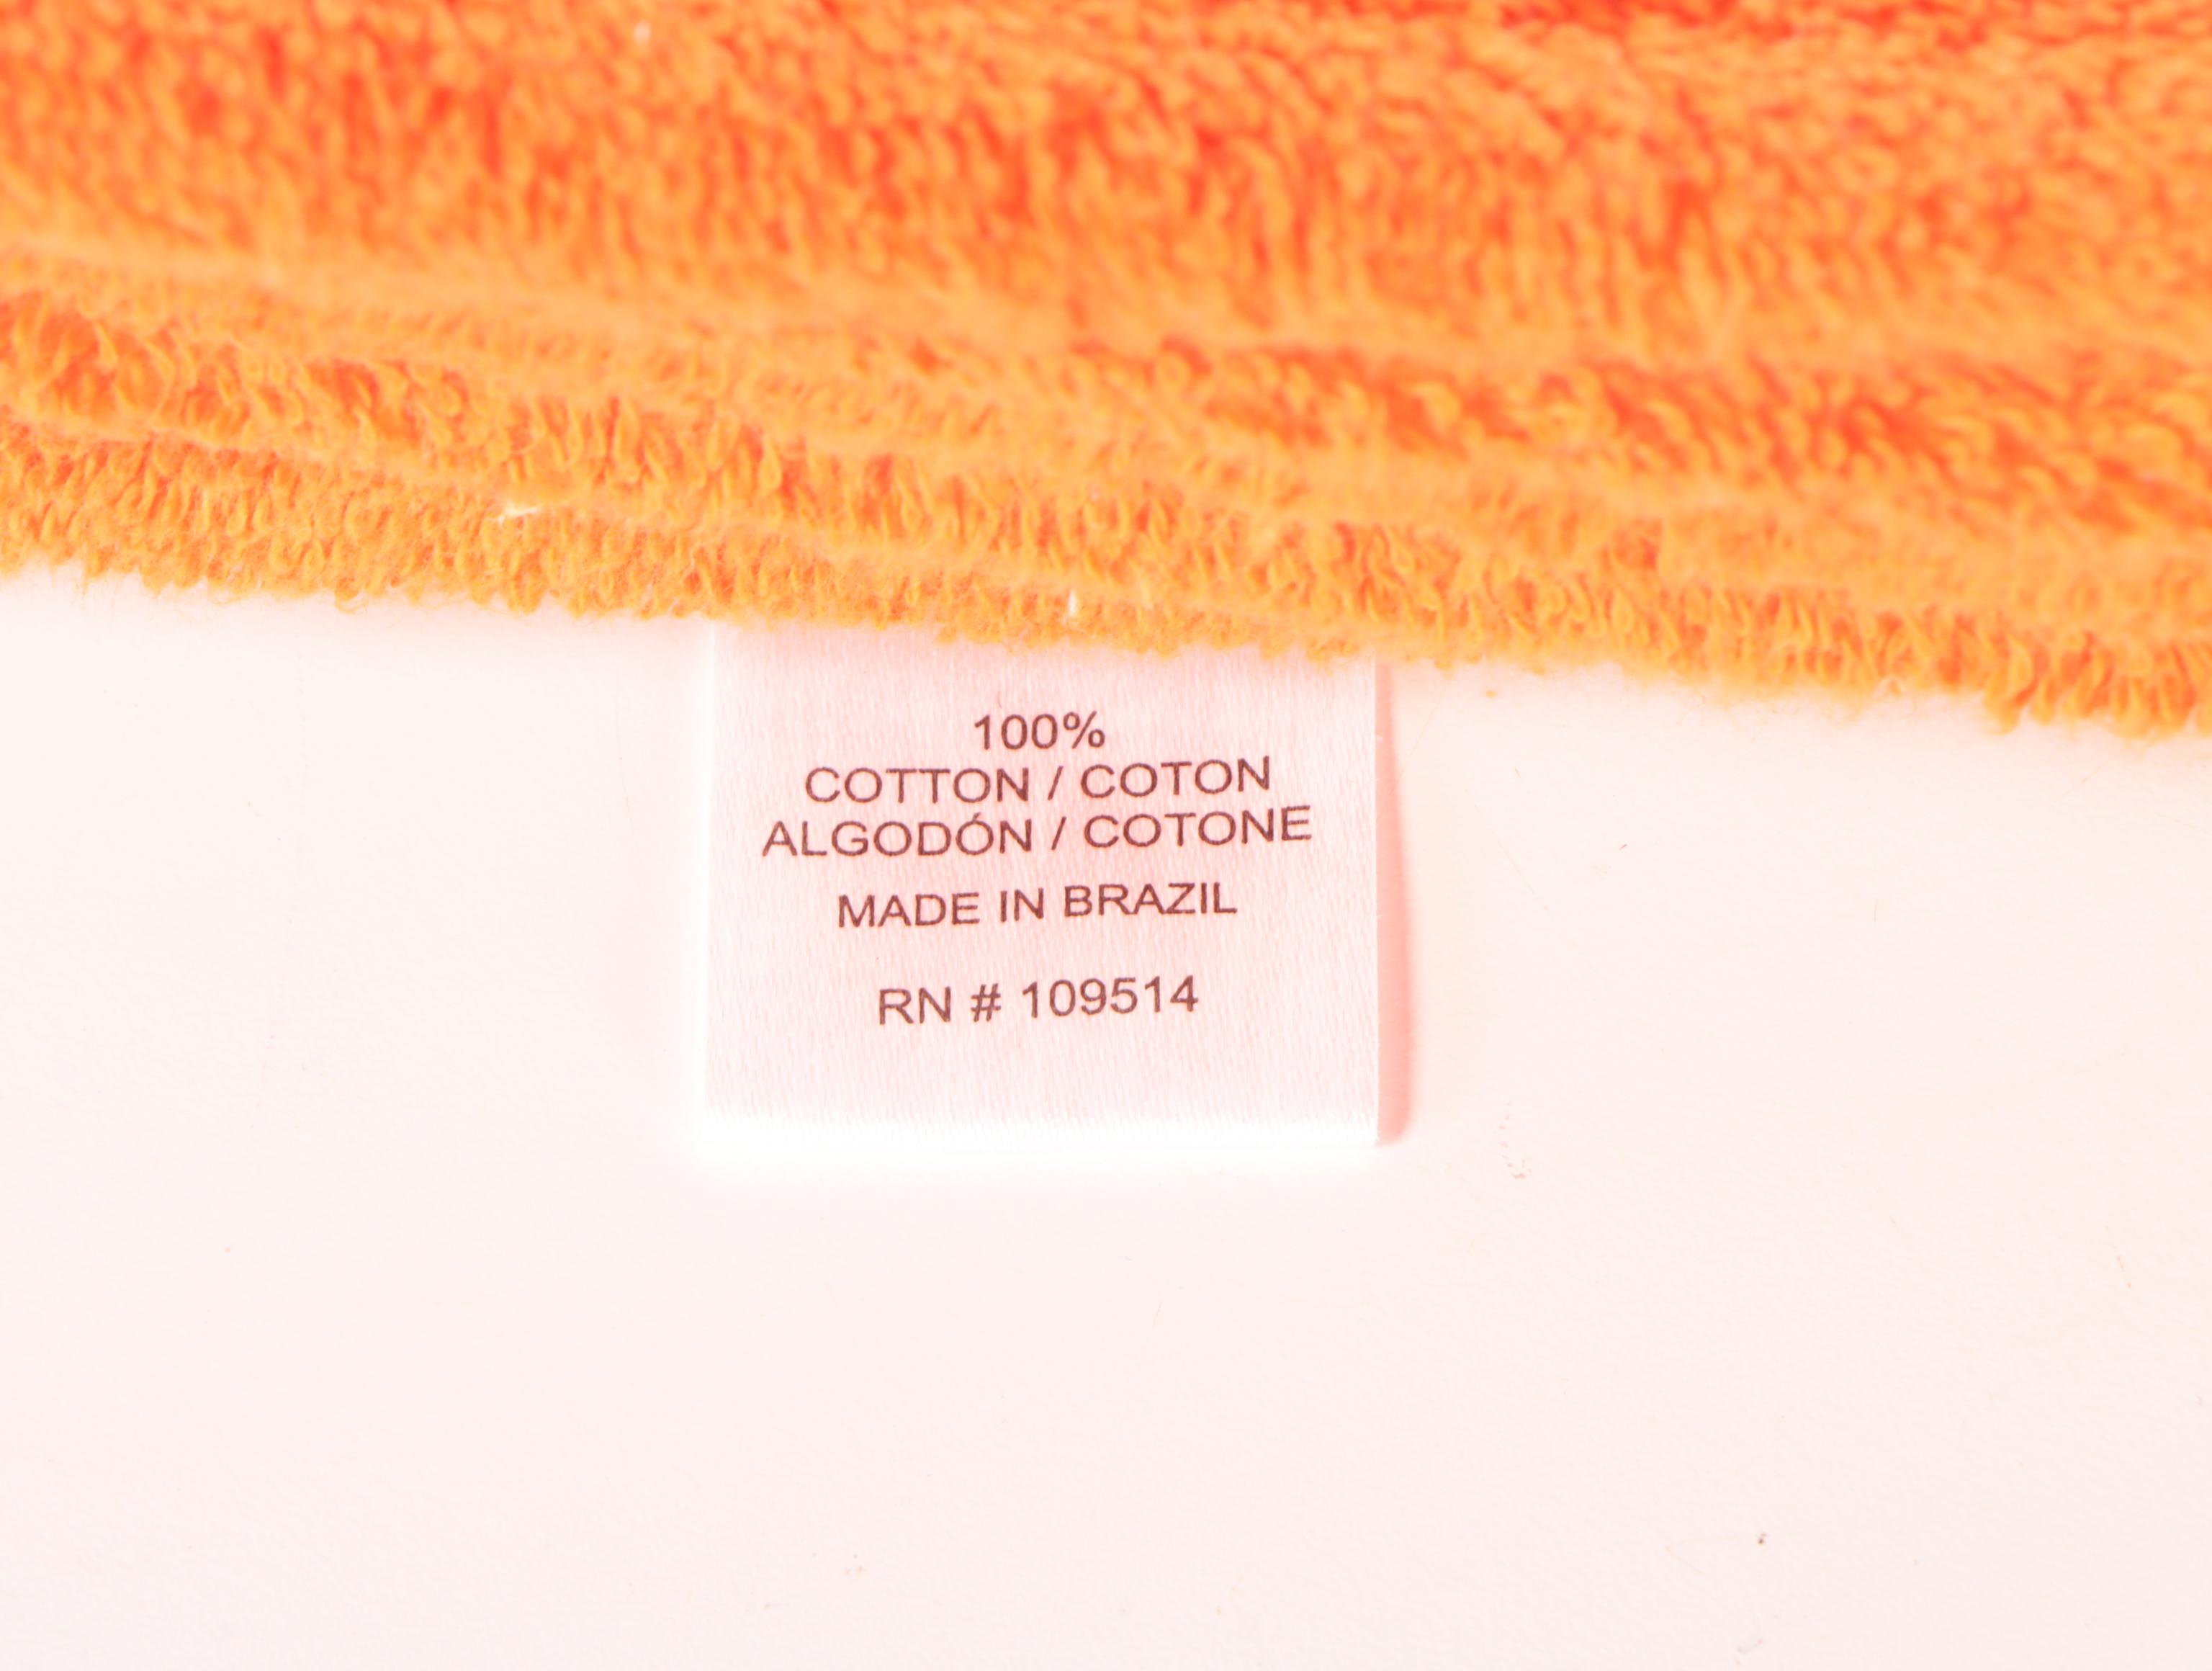 100%
COTTON / COTON
ALGODÓN / COTONE
MADE IN BRAZIL
RN # 109514